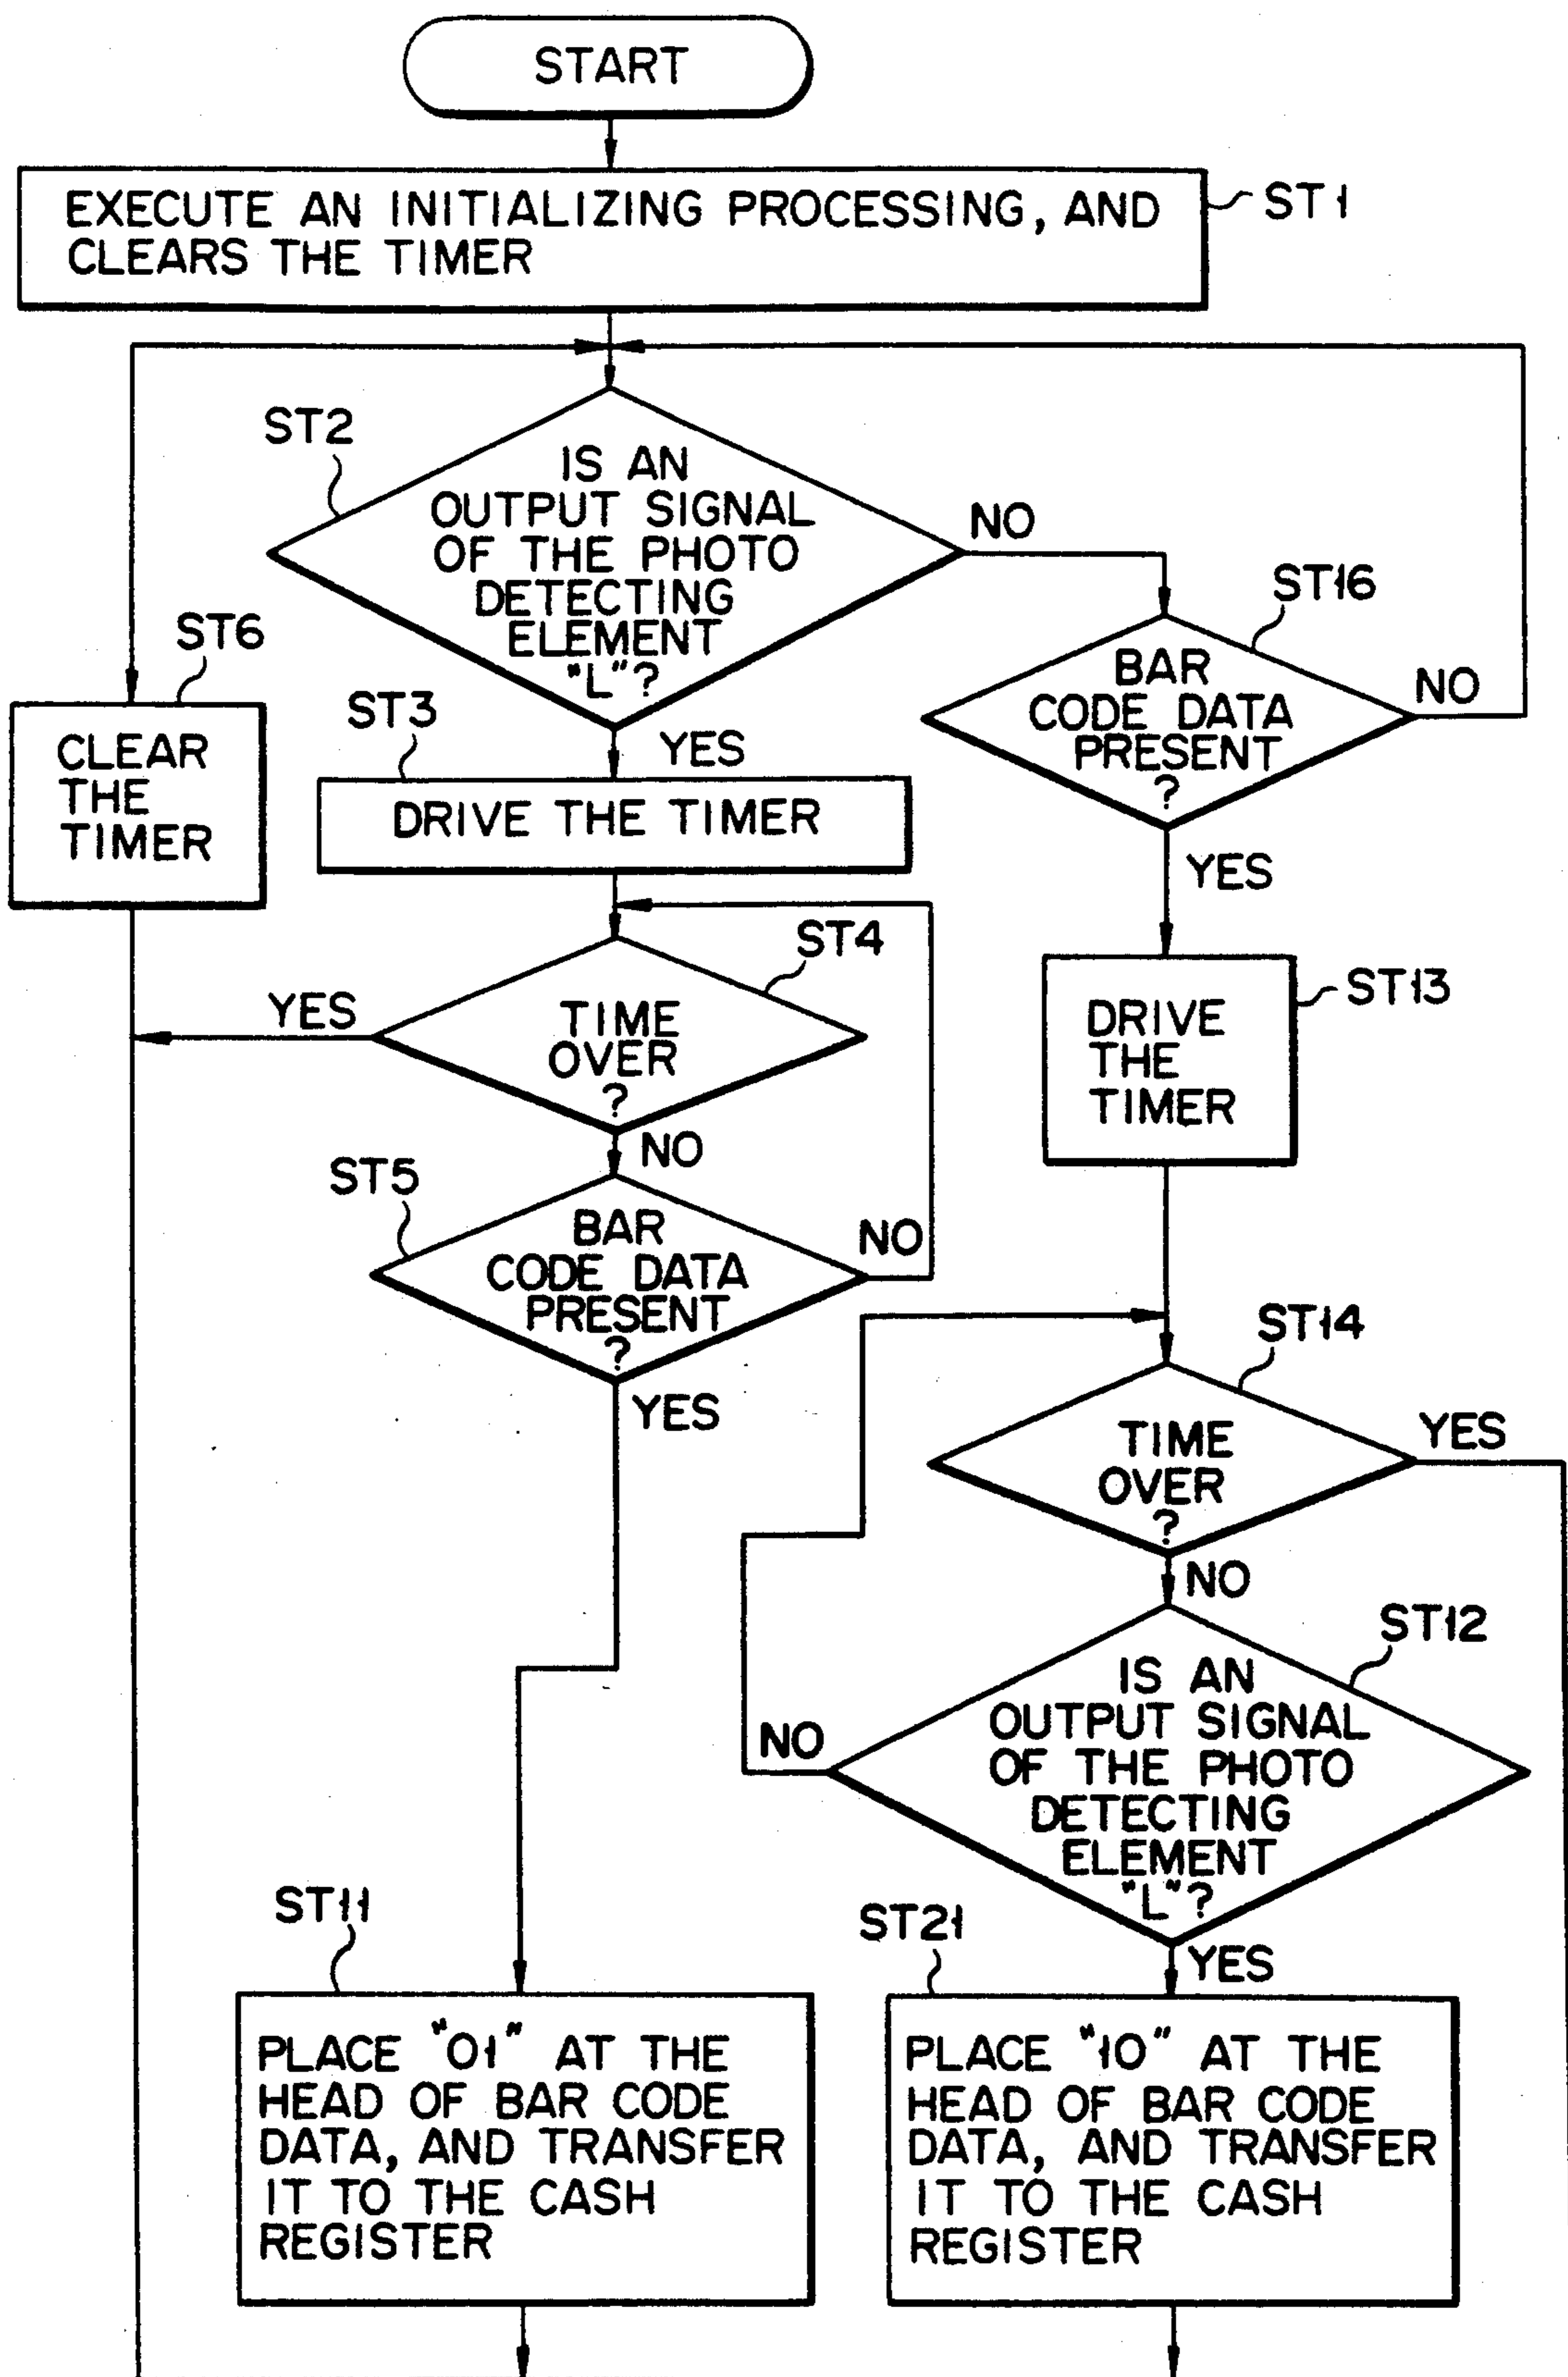 START
EXECUTE AN INITIALIZING PROCESSING, AND
CLEARS THE TIMER
ST1
ST2
IS AN
OUTPUT SIGNAL
OF THE PHOTO
DETECTING
ELEMENT
"L"?
NO
YES
ST16
BAR
CODE DATA
PRESENT
?
NO
YES
ST6
CLEAR
THE
TIMER
ST3
DRIVE THE TIMER
ST4
TIME
OVER
?
YES
NO
ST13
DRIVE
THE
TIMER
ST5
BAR
CODE DATA
PRESENT
?
NO
YES
ST14
TIME
OVER
?
YES
NO
ST12
IS AN
OUTPUT SIGNAL
OF THE PHOTO
DETECTING
ELEMENT
"L"?
NO
YES
ST11
PLACE "01" AT THE
HEAD OF BAR CODE
DATA, AND TRANSFER
IT TO THE CASH
REGISTER
ST21
PLACE "10" AT THE
HEAD OF BAR CODE
DATA, AND TRANSFER
IT TO THE CASH
REGISTER